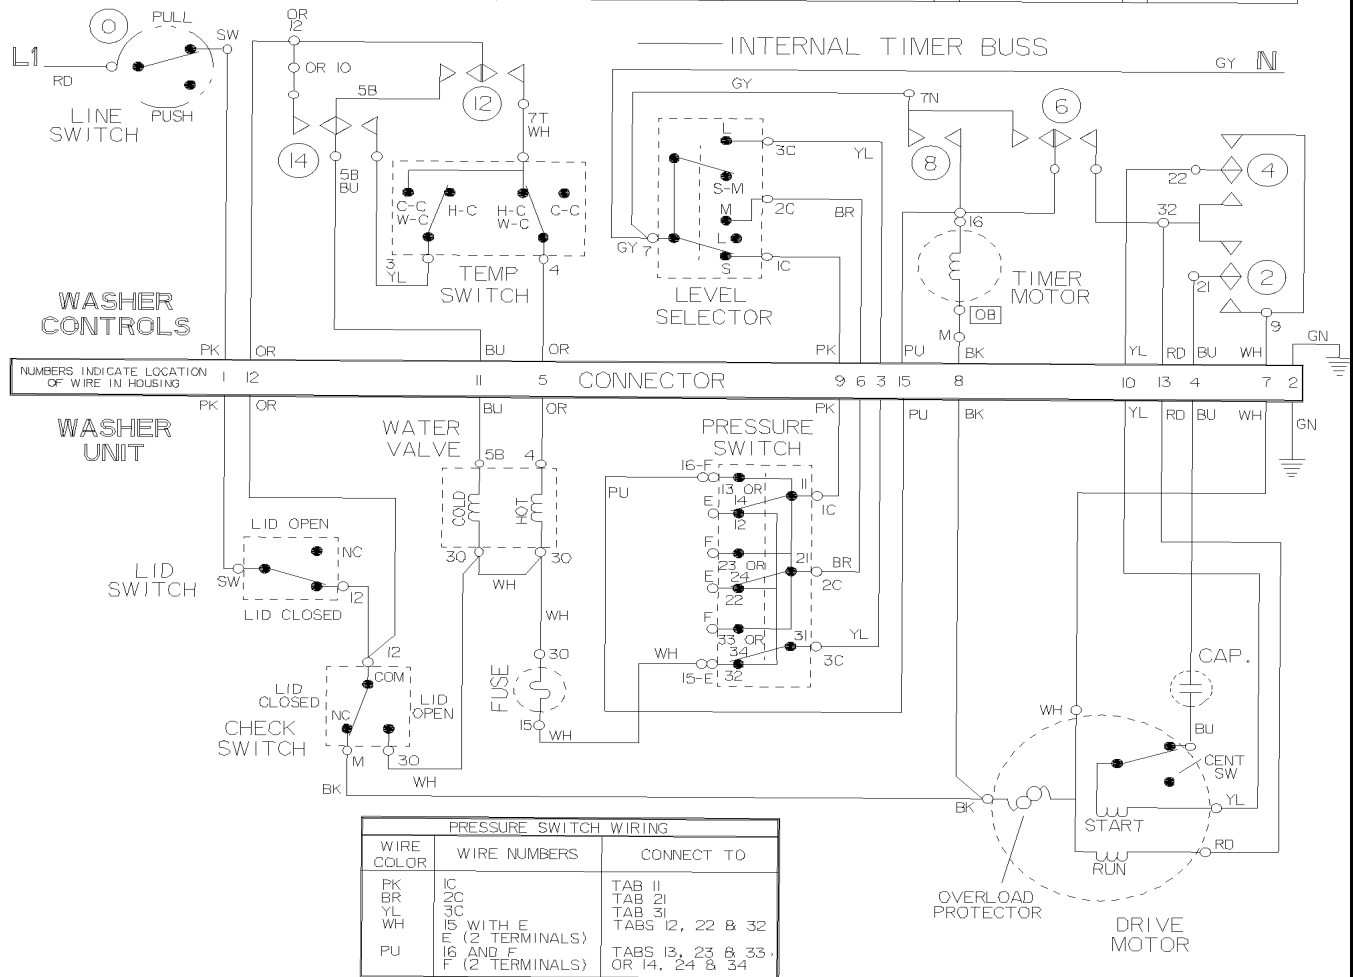 PULL
0
SW
L1
RD
PUSH
LINE
SWITCH
OR
12
OR 10
5B
12
7T
WH
14
5B
BU
C-C
W-C
H-C
H-C
W-C
C-C
3
YL
4
TEMP
SWITCH
INTERNAL TIMER BUSS
GY
N
GY
7N
L
3C
YL
S-M
M
2C
BR
L
GY 7
S
1C
LEVEL
SELECTOR
8
6
16
TIMER
MOTOR
OB
M
22
4
32
21
2
9
GN
WASHER
CONTROLS
PK
OR
BU
OR
PK
PU
BK
YL
RD
BU
WH
NUMBERS INDICATE LOCATION
OF WIRE IN HOUSING
1
12
11
5
CONNECTOR
9
6
3
15
8
10
13
4
7
2
PK
OR
BU
OR
PK
PU
BK
YL
RD
BU
WH
GN
WASHER
UNIT
WATER
VALVE
5B
4
COLD
HOT
30
30
WH
WH
PRESSURE
SWITCH
16-F
PU
13 OR
14
11
1C
E
12
F
23 OR
24
21
BR
2C
E
22
F
33 OR
34
31
YL
3C
WH
15-E
32
LID OPEN
NC
LID
SWITCH
SW
12
LID CLOSED
12
COM
LID
CLOSED
LID
OPEN
NC
CHECK
SWITCH
M
30
WH
BK
30
FUSE
15
WH
CAP.
WH
BU
CENT
SW
BK
YL
START
RD
RUN
OVERLOAD
PROTECTOR
DRIVE
MOTOR
PRESSURE SWITCH WIRING
WIRE
COLOR
WIRE NUMBERS
CONNECT TO
PK 1C TAB 11
BR 2C TAB 21
YL 3C TAB 31
WH 15 WITH E TABS 12, 22 & 32
E (2 TERMINALS)
PU 16 AND F TABS 13, 23 & 33,
F (2 TERMINALS) OR 14, 24 & 34